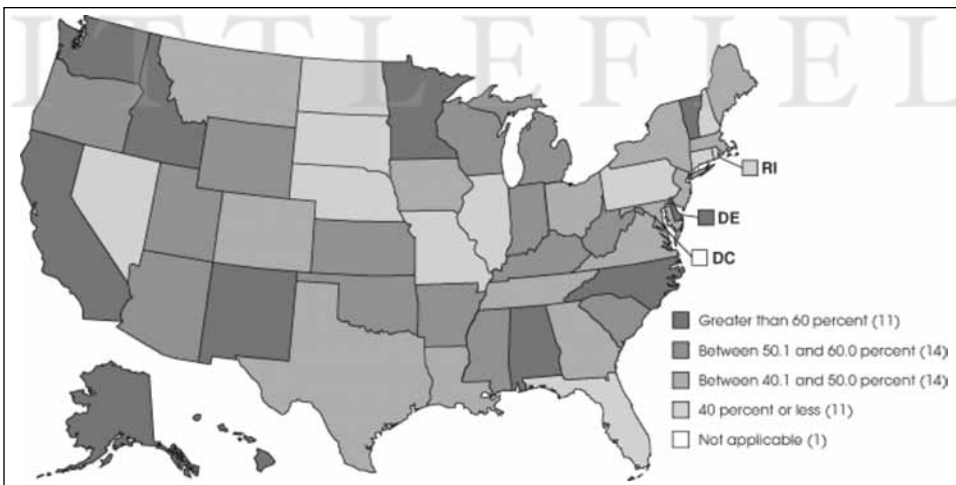 ITTLEFIEL
RI
DE
DC
Greater than 60 percent (11)
Between 50.1 and 60.0 percent (14)
Between 40.1 and 50.0 percent (14)
40 percent or less (11)
Not applicable (1)